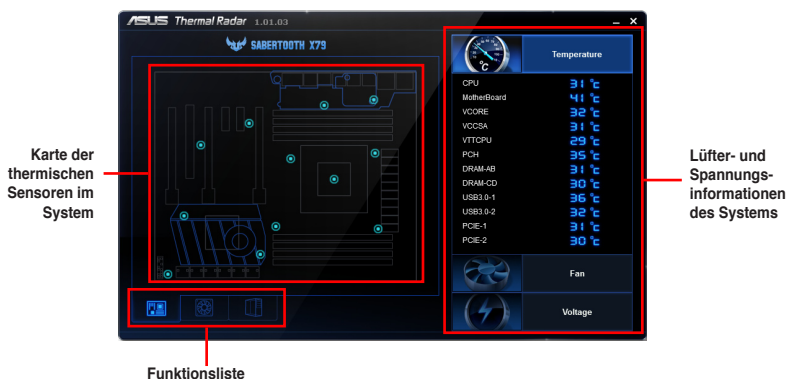 ASUS Thermal Radar 1.01.03
SABERTOOTH X79
°C
Temperature
CPU 31 °c
MotherBoard 41 °c
VCORE 32 °c
VCCSA 31 °c
VTTCPU 29 °c
PCH 35 °c
DRAM-AB 31 °c
DRAM-CD 30 °c
USB3.0-1 36 °c
USB3.0-2 32 °c
PCIE-1 31 °c
PCIE-2 30 °c
Fan
Voltage
Karte der
thermischen
Sensoren im
System
Lüfter- und
Spannungs-
informationen
des Systems
Funktionsliste